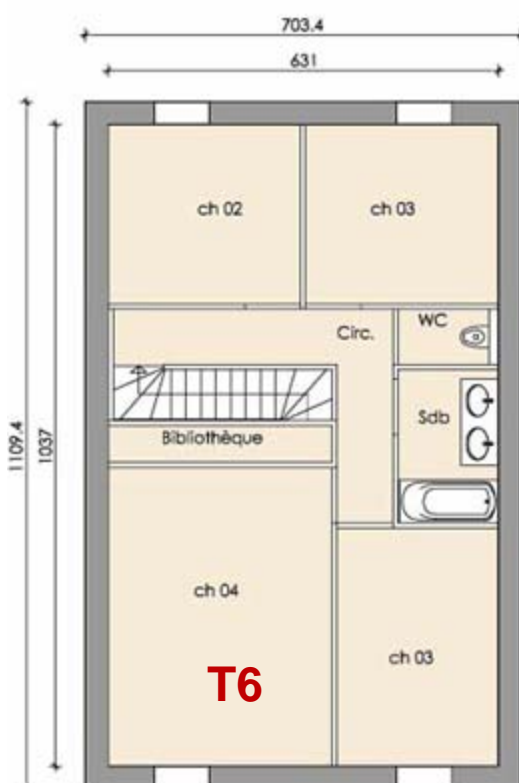 703.4
631
ch 02
ch 03
Circ.
WC
Sdb
Bibliothèque
1109.4
1037
ch 04
T6
ch 03